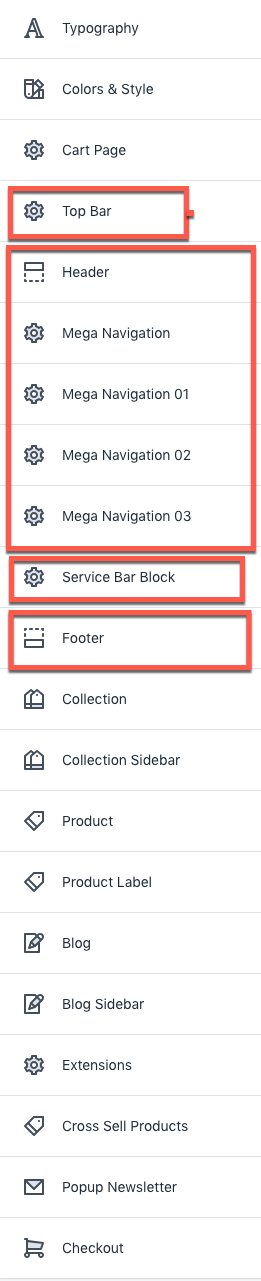 Typography
Colors & Style
Cart Page
Top Bar
Header
Mega Navigation
Mega Navigation 01
Mega Navigation 02
Mega Navigation 03
Service Bar Block
Footer
Collection
Collection Sidebar
Product
Product Label
Blog
Blog Sidebar
Extensions
Cross Sell Products
Popup Newsletter
Checkout